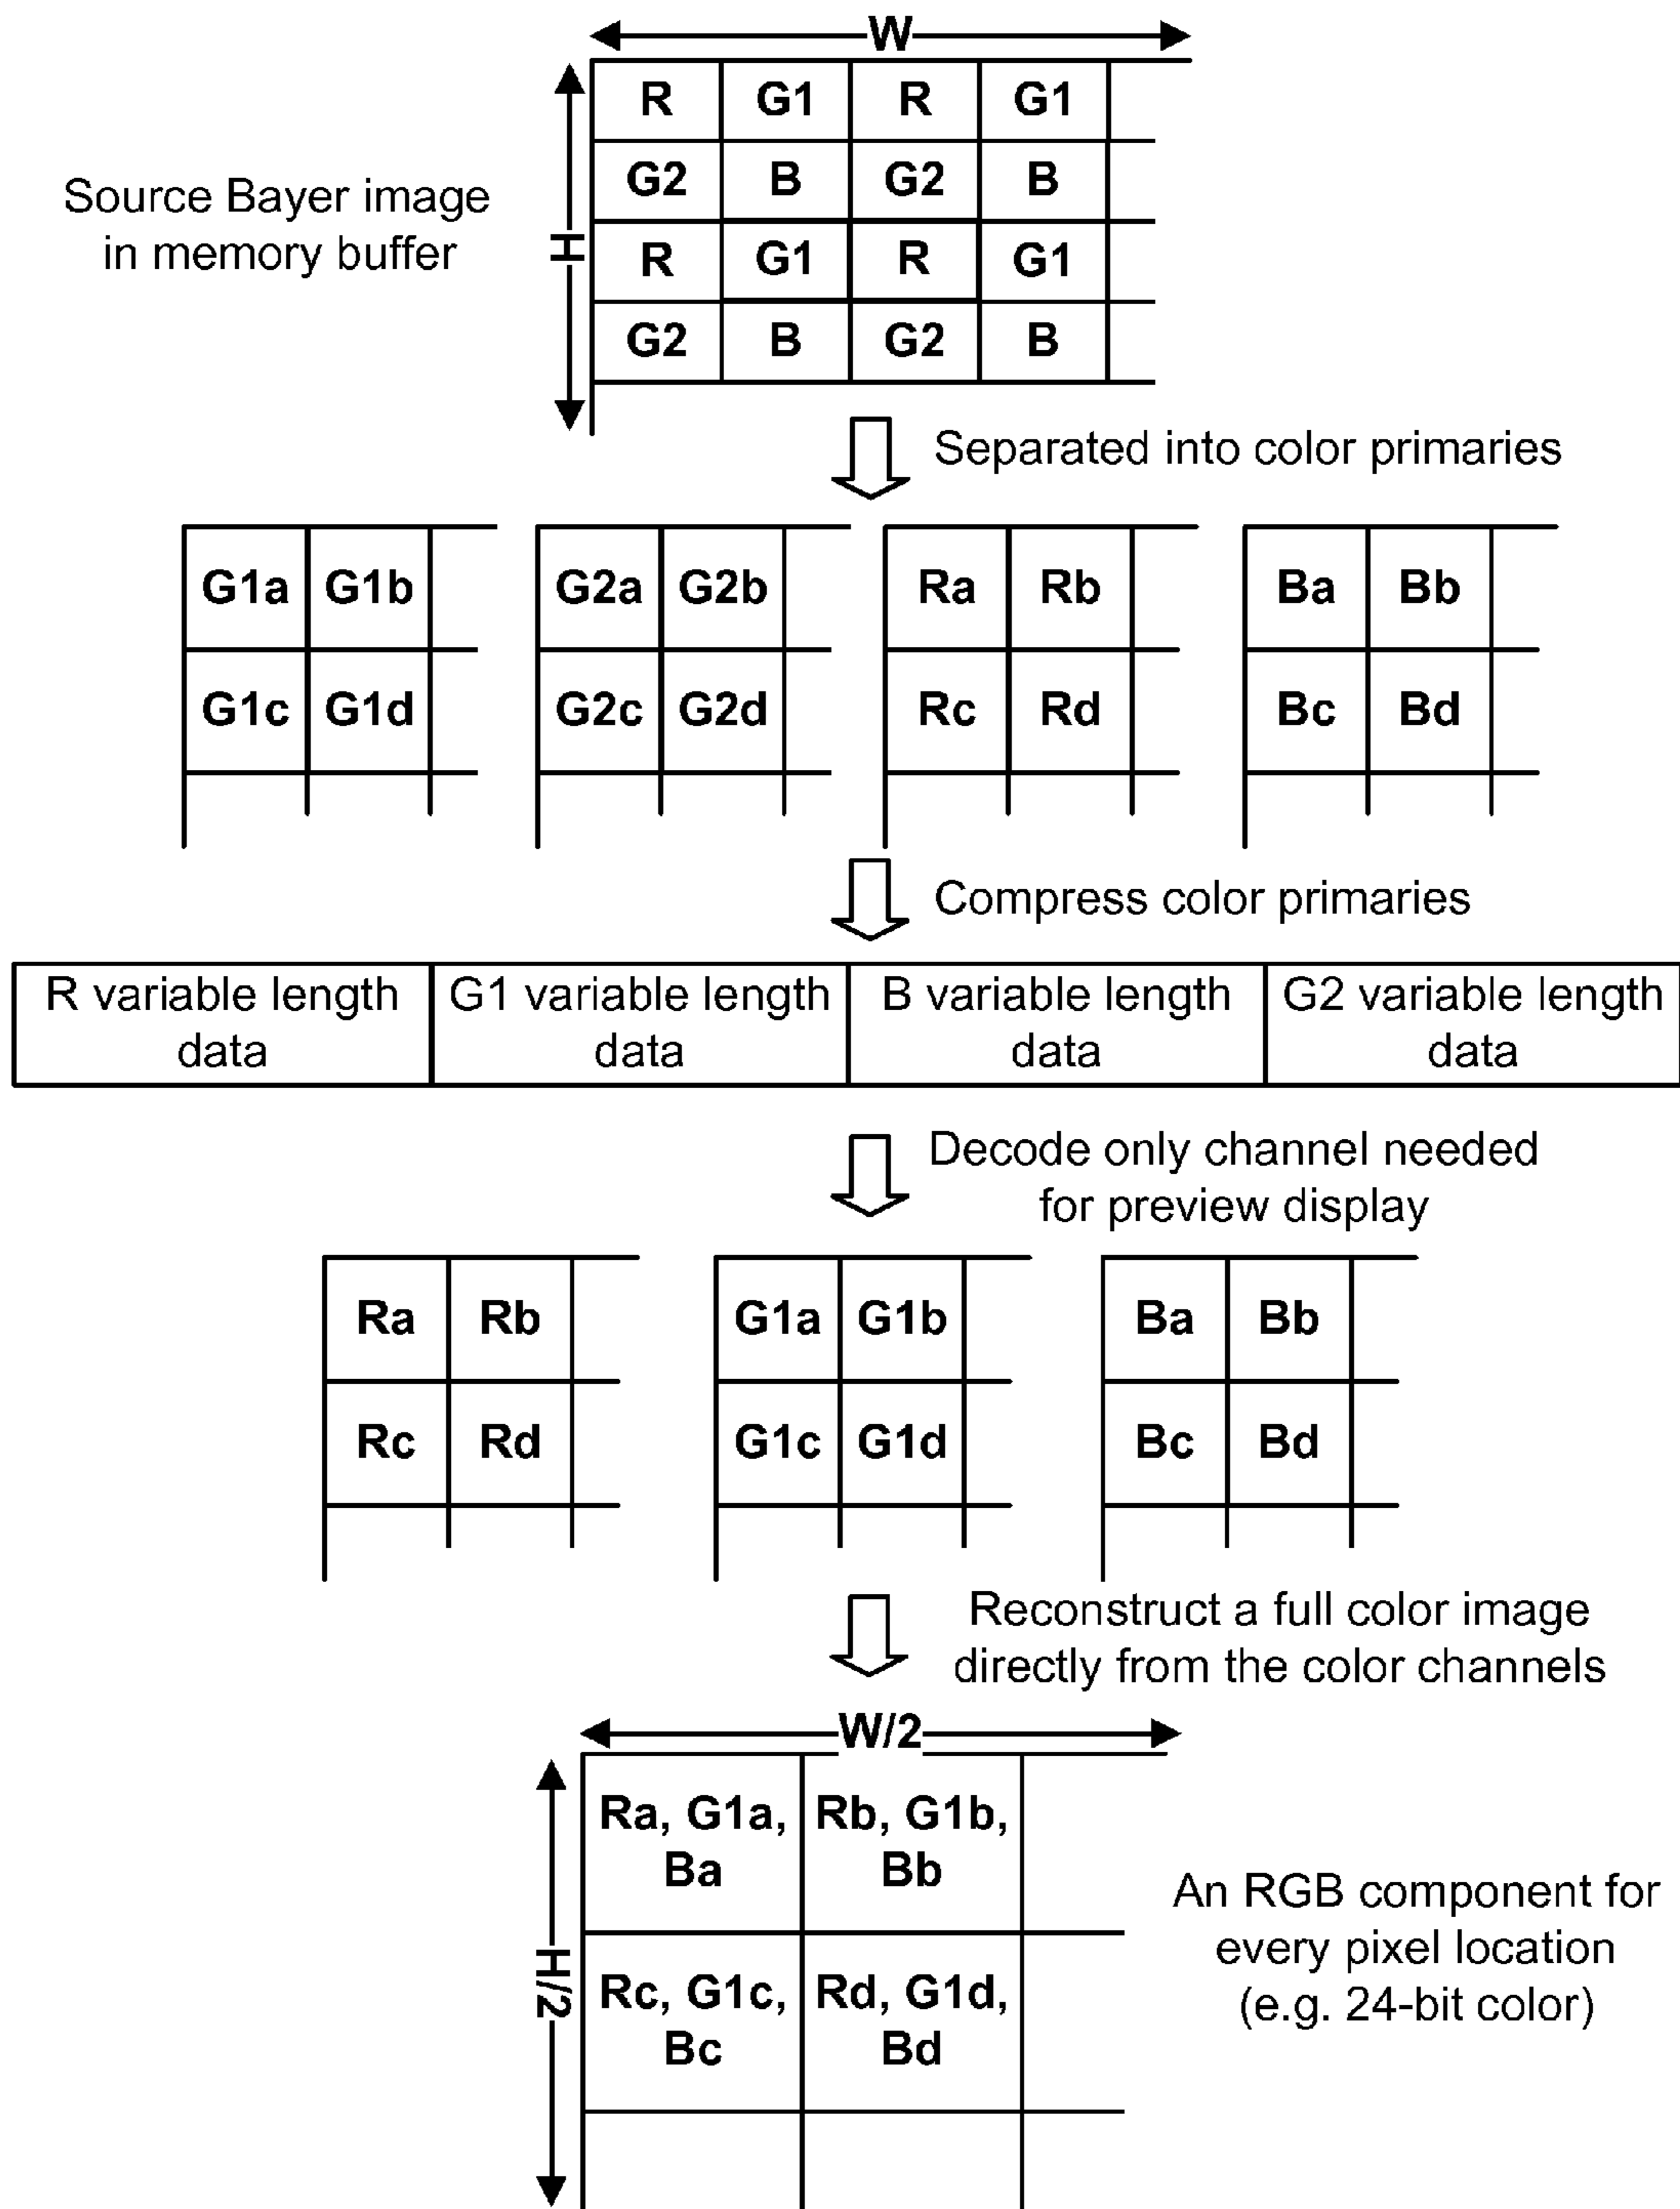 W
R G1 R G1
G2 B G2 B
R G1 R G1
G2 B G2 B
H
Source Bayer image
in memory buffer
Separated into color primaries
G1a G1b G2a G2b Ra Rb Ba Bb
G1c G1d G2c G2d Rc Rd Bc Bd
Compress color primaries
R variable length
data
G1 variable length
data
B variable length
data
G2 variable length
data
Decode only channel needed
for preview display
Ra Rb G1a G1b Ba Bb
Rc Rd G1c G1d Bc Bd
Reconstruct a full color image
directly from the color channels
W/2
H/2
Ra, G1a,
Ba
Rb, G1b,
Bb
Rc, G1c,
Bc
Rd, G1d,
Bd
An RGB component for
every pixel location
(e.g. 24-bit color)